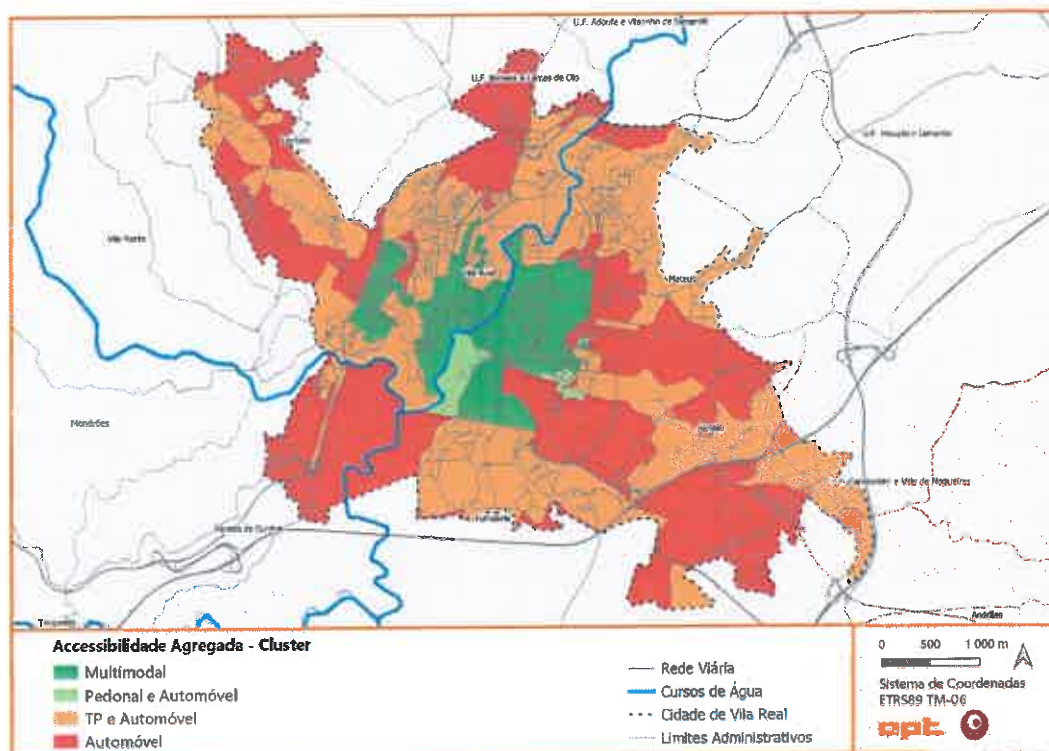 U.F. Adoufe e Vilarinho de Samardã
U.F. Borbela e Lamas de Olo
Vila Real
Mateus
Mondrões
Andrães
Accessibilidade Agregada - Cluster
Multimodal
Pedonal e Automóvel
TP e Automóvel
Automóvel
Rede Viária
Cursos de Água
Cidade de Vila Real
Limites Administrativos
0 500 1 000 m
Sistema de Coordenadas
ETRS89 TM-06
opt